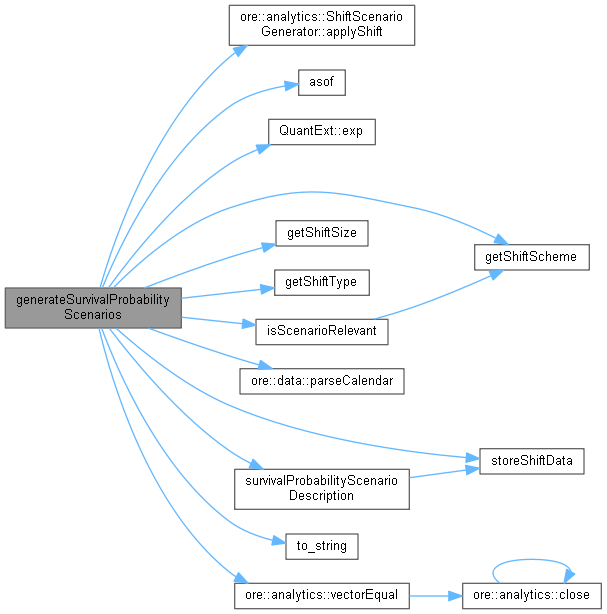 ore::analytics::ShiftScenario
Generator::applyShift
asof
QuantExt::exp
getShiftSize
getShiftScheme
getShiftType
generateSurvivalProbability
Scenarios
isScenarioRelevant
ore::data::parseCalendar
storeShiftData
survivalProbabilityScenario
Description
to_string
ore::analytics::vectorEqual
ore::analytics::close